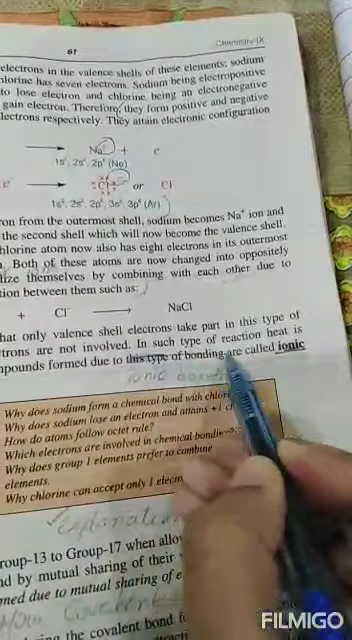 61
Chemistry-IX
electrons in the valence shells of these elements; sodium
hlorine has seven electrons. Sodium being electropositive
to lose electron and chlorine being an electronegative
gain electron. Therefore, they form positive and negative
lectrons respectively. They attain electronic configuration
Na + e
1s², 2s², 2p⁶ (Ne)
e Cl or Cl
1s², 2s², 2p⁶, 3s², 3p⁶ (Ar)
ron from the outermost shell, sodium becomes Na⁺ ion and
the second shell which will now become the valence shell.
hlorine atom now also has eight electrons in its outermost
Both of these atoms are now changed into oppositely
lize themselves by combining with each other due to
tion between them such as:
+ Cl⁻ ⟶ NaCl
hat only valence shell electrons take part in this type of
trons are not involved. In such type of reaction heat is
pounds formed due to this type of bonding are called ionic
ionic
Why does sodium form a chemical bond with chlor
Why does sodium lose an electron and attains +1 c
How do atoms follow octet rule?
Which electrons are involved in chemical bonding
Why does group 1 elements prefer to combine
elements.
Why chlorine can accept only 1 electr
explanation
roup-13 to Group-17 when allow
nd by mutual sharing of their
med due to mutual sharing of e
the covalent bond f
FILMIGO